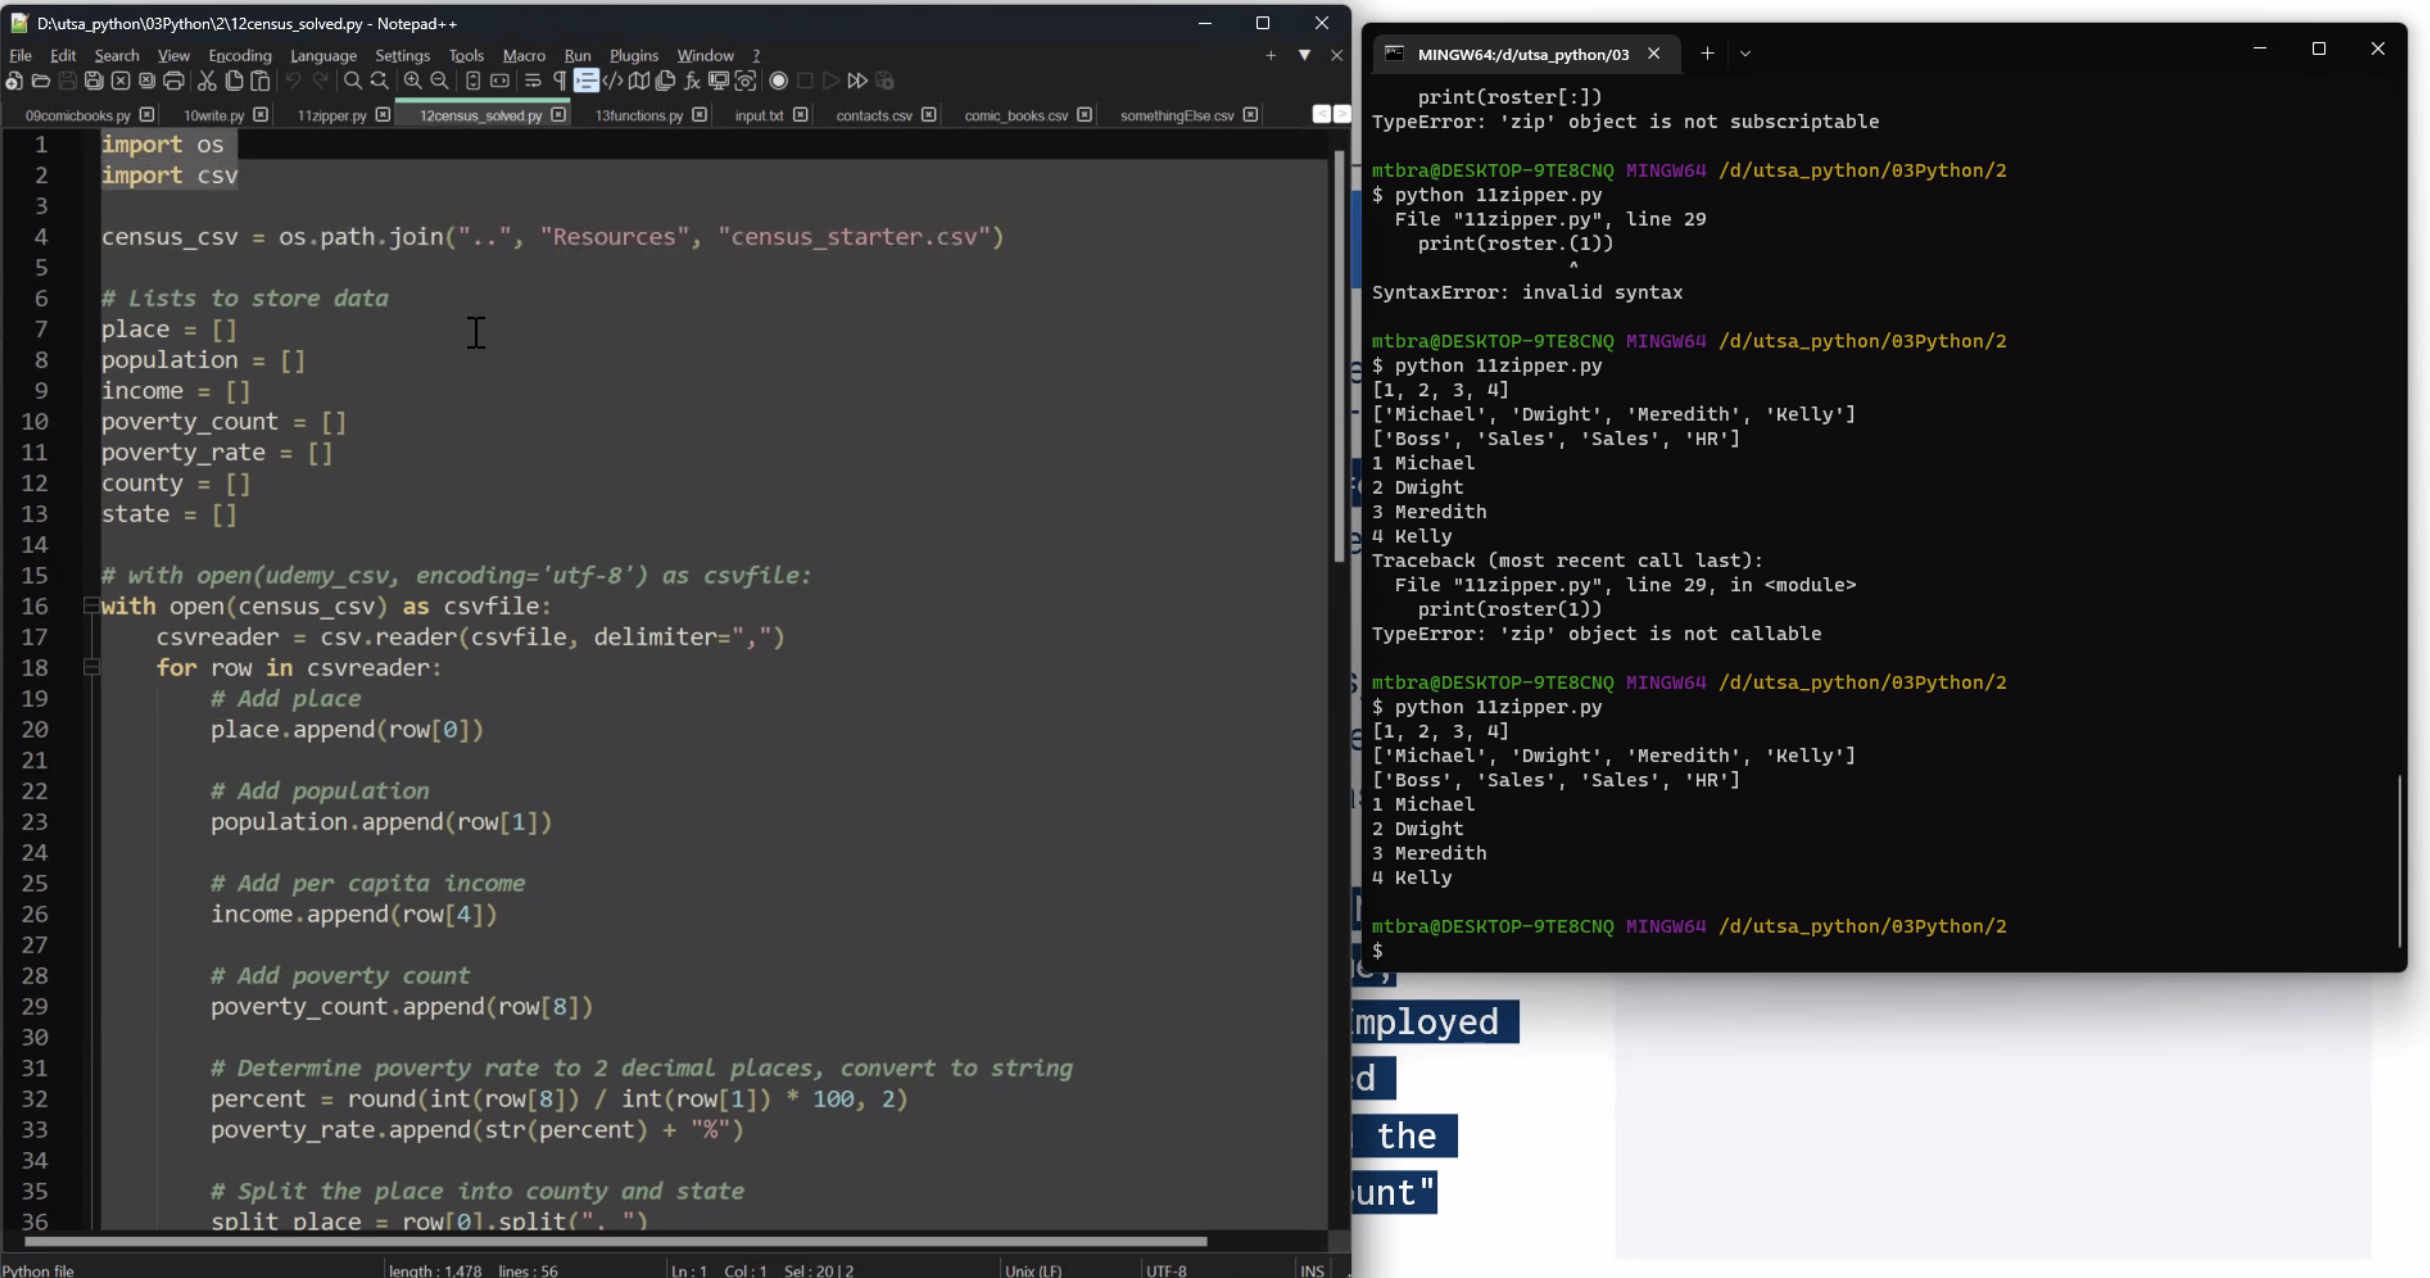 D:\utsa_python\03Python\2\12census_solved.py - Notepad++
File Edit Search View Encoding Language Settings Tools Macro Run Plugins Window ?
09comicbooks.py 10write.py 11zipper.py 12census_solved.py 13functions.py input.txt contacts.csv comic_books.csv somethingElse.csv
1 import os
2 import csv
3
4 census_csv = os.path.join("..", "Resources", "census_starter.csv")
5
6 # Lists to store data
7 place = []
8 population = []
9 income = []
10 poverty_count = []
11 poverty_rate = []
12 county = []
13 state = []
14
15 # with open(udemy_csv, encoding='utf-8') as csvfile:
16 with open(census_csv) as csvfile:
17 csvreader = csv.reader(csvfile, delimiter=",")
18 for row in csvreader:
19 # Add place
20 place.append(row[0])
21
22 # Add population
23 population.append(row[1])
24
25 # Add per capita income
26 income.append(row[4])
27
28 # Add poverty count
29 poverty_count.append(row[8])
30
31 # Determine poverty rate to 2 decimal places, convert to string
32 percent = round(int(row[8]) / int(row[1]) * 100, 2)
33 poverty_rate.append(str(percent) + "%")
34
35 # Split the place into county and state
36 split_place = row[0].split(", ")
Python file length : 1,478 lines : 56 Ln : 1 Col : 1 Sel : 20 | 2 Unix (LF) UTF-8 INS
MINGW64:/d/utsa_python/03
print(roster[:])
TypeError: 'zip' object is not subscriptable
mtbra@DESKTOP-9TE8CNQ MINGW64 /d/utsa_python/03Python/2
$ python 11zipper.py
File "11zipper.py", line 29
print(roster.(1))
^
SyntaxError: invalid syntax
mtbra@DESKTOP-9TE8CNQ MINGW64 /d/utsa_python/03Python/2
$ python 11zipper.py
[1, 2, 3, 4]
['Michael', 'Dwight', 'Meredith', 'Kelly']
['Boss', 'Sales', 'Sales', 'HR']
1 Michael
2 Dwight
3 Meredith
4 Kelly
Traceback (most recent call last):
File "11zipper.py", line 29, in <module>
print(roster(1))
TypeError: 'zip' object is not callable
mtbra@DESKTOP-9TE8CNQ MINGW64 /d/utsa_python/03Python/2
$ python 11zipper.py
[1, 2, 3, 4]
['Michael', 'Dwight', 'Meredith', 'Kelly']
['Boss', 'Sales', 'Sales', 'HR']
1 Michael
2 Dwight
3 Meredith
4 Kelly
mtbra@DESKTOP-9TE8CNQ MINGW64 /d/utsa_python/03Python/2
$
mployed
ed
the
ount"